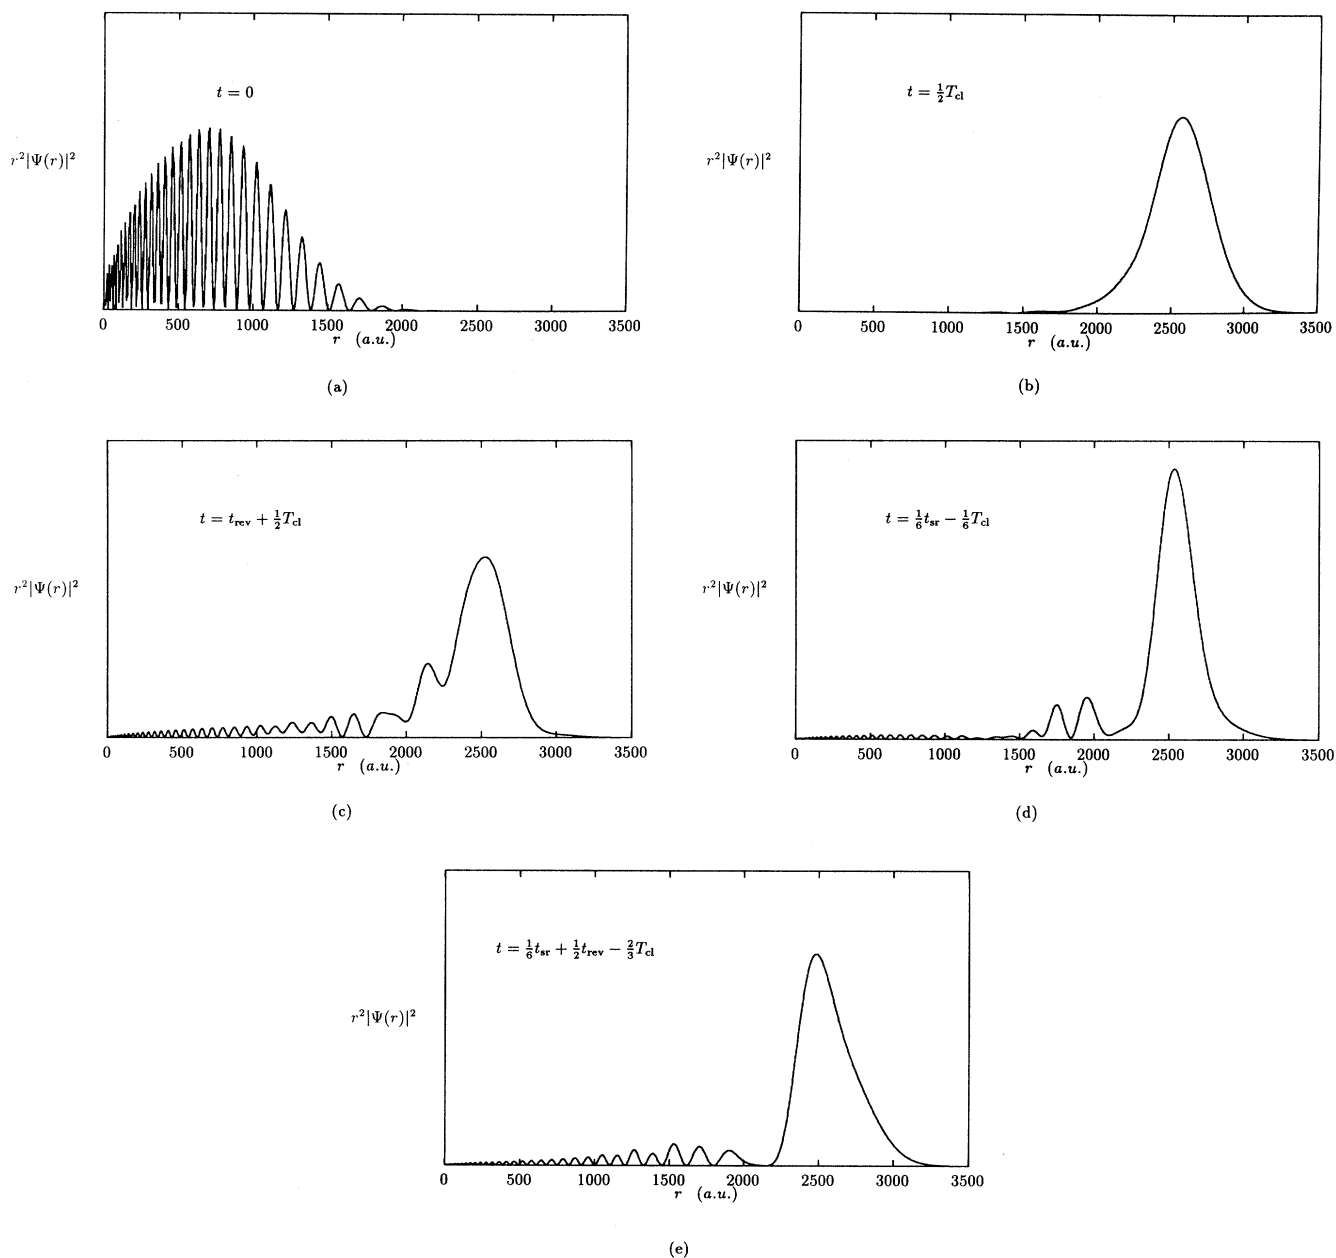 t = 0
r²|Ψ(r)|²
0 500 1000 1500 2000 2500 3000 3500
r (a.u.)
(a)
t = ½T_cl
r²|Ψ(r)|²
0 500 1000 1500 2000 2500 3000 3500
r (a.u.)
(b)
t = t_rev + ½T_cl
r²|Ψ(r)|²
0 500 1000 1500 2000 2500 3000 3500
r (a.u.)
(c)
t = ⅙t_sr − ⅙T_cl
r²|Ψ(r)|²
0 500 1000 1500 2000 2500 3000 3500
r (a.u.)
(d)
t = ⅙t_sr + ½t_rev − ⅔T_cl
r²|Ψ(r)|²
0 500 1000 1500 2000 2500 3000 3500
r (a.u.)
(e)